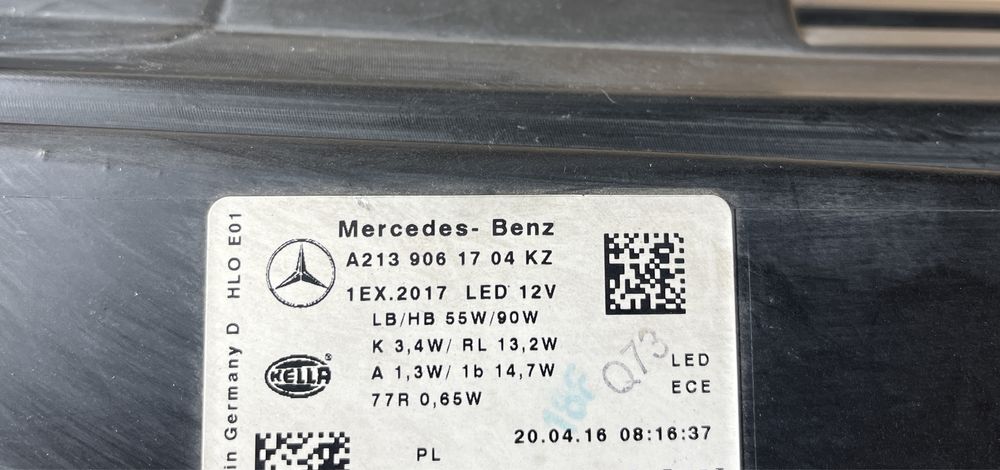 Mercedes- Benz
A213 906 17 04 KZ
1EX.2017 LED 12V
LB/HB 55W/90W
K 3,4W/ RL 13,2W
A 1,3W/ 1b 14,7W
77R 0,65W
HELLA
®
Q73
LED
ECE
20.04.16 08:16:37
PL
in Germany D HLO E01